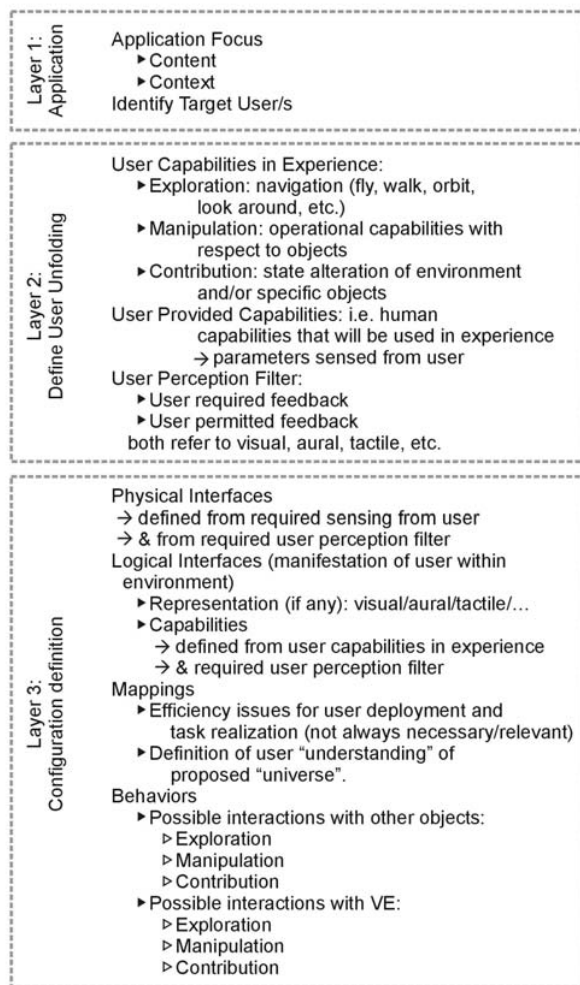 Layer 1:
Application
Application Focus
▶Content
▶Context
Identify Target User/s
Layer 2:
Define User Unfolding
User Capabilities in Experience:
▶Exploration: navigation (fly, walk, orbit,
look around, etc.)
▶Manipulation: operational capabilities with
respect to objects
▶Contribution: state alteration of environment
and/or specific objects
User Provided Capabilities: i.e. human
capabilities that will be used in experience
→ parameters sensed from user
User Perception Filter:
▶User required feedback
▶User permitted feedback
both refer to visual, aural, tactile, etc.
Layer 3:
Configuration definition
Physical Interfaces
→ defined from required sensing from user
→ & from required user perception filter
Logical Interfaces (manifestation of user within
environment)
▶Representation (if any): visual/aural/tactile/…
▶Capabilities
→ defined from user capabilities in experience
→ & required user perception filter
Mappings
▶Efficiency issues for user deployment and
task realization (not always necessary/relevant)
▶Definition of user “understanding” of
proposed “universe”.
Behaviors
▶Possible interactions with other objects:
▷Exploration
▷Manipulation
▷Contribution
▶Possible interactions with VE:
▷Exploration
▷Manipulation
▷Contribution